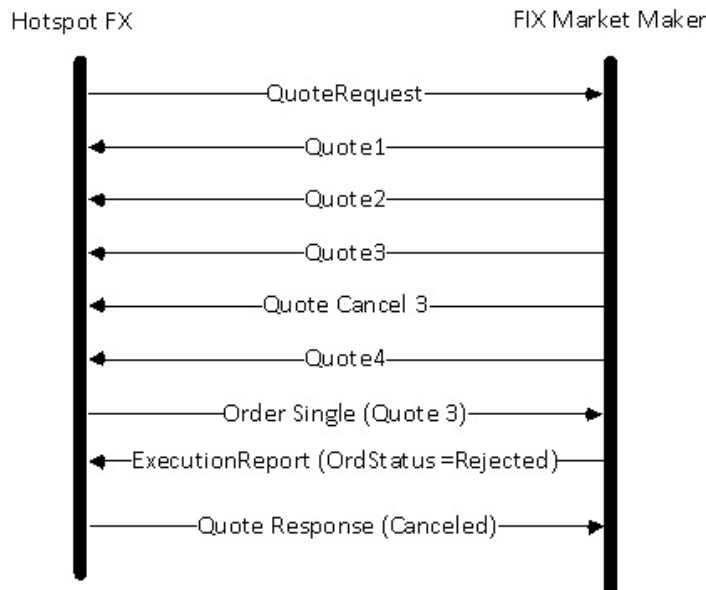 Hotspot FX
FIX Market Maker
QuoteRequest
Quote1
Quote2
Quote3
Quote Cancel 3
Quote4
Order Single (Quote 3)
ExecutionReport (OrdStatus =Rejected)
Quote Response (Canceled)